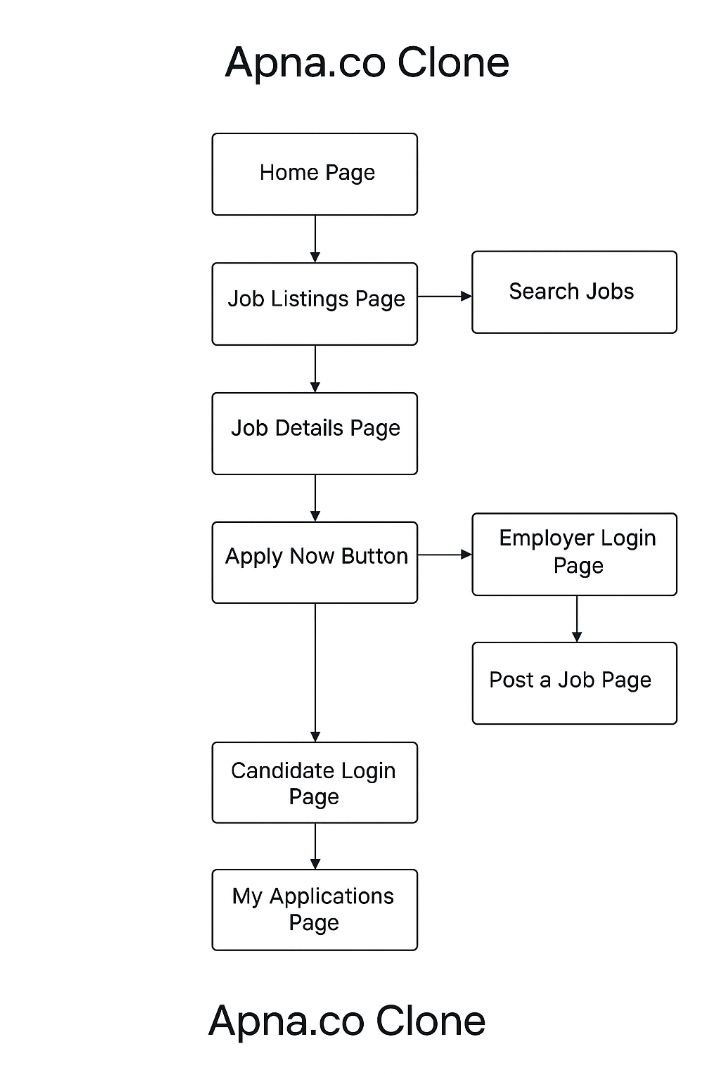 Apna.co Clone
Home Page
Job Listings Page
Search Jobs
Job Details Page
Apply Now Button
Employer Login
Page
Post a Job Page
Candidate Login
Page
My Applications
Page
Apna.co Clone